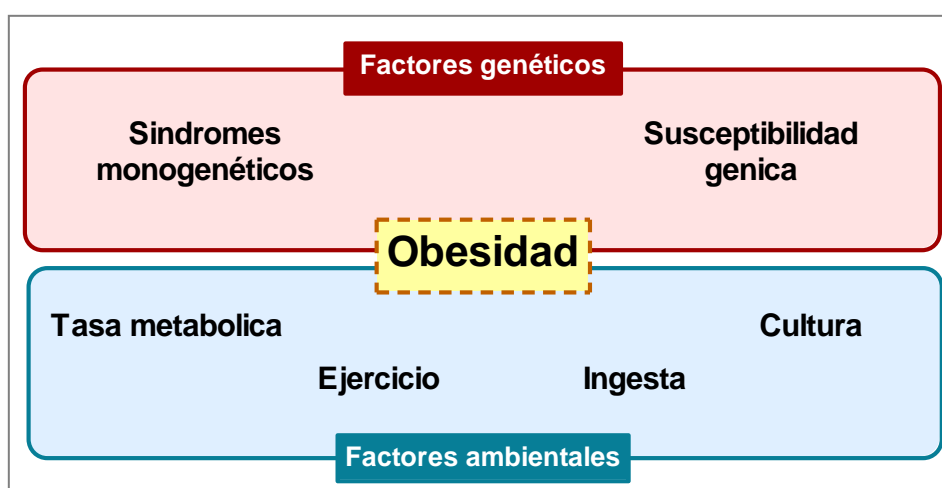 Factores genéticos
Sindromes
monogenéticos
Susceptibilidad
genica
Obesidad
Tasa metabolica
Cultura
Ejercicio
Ingesta
Factores ambientales